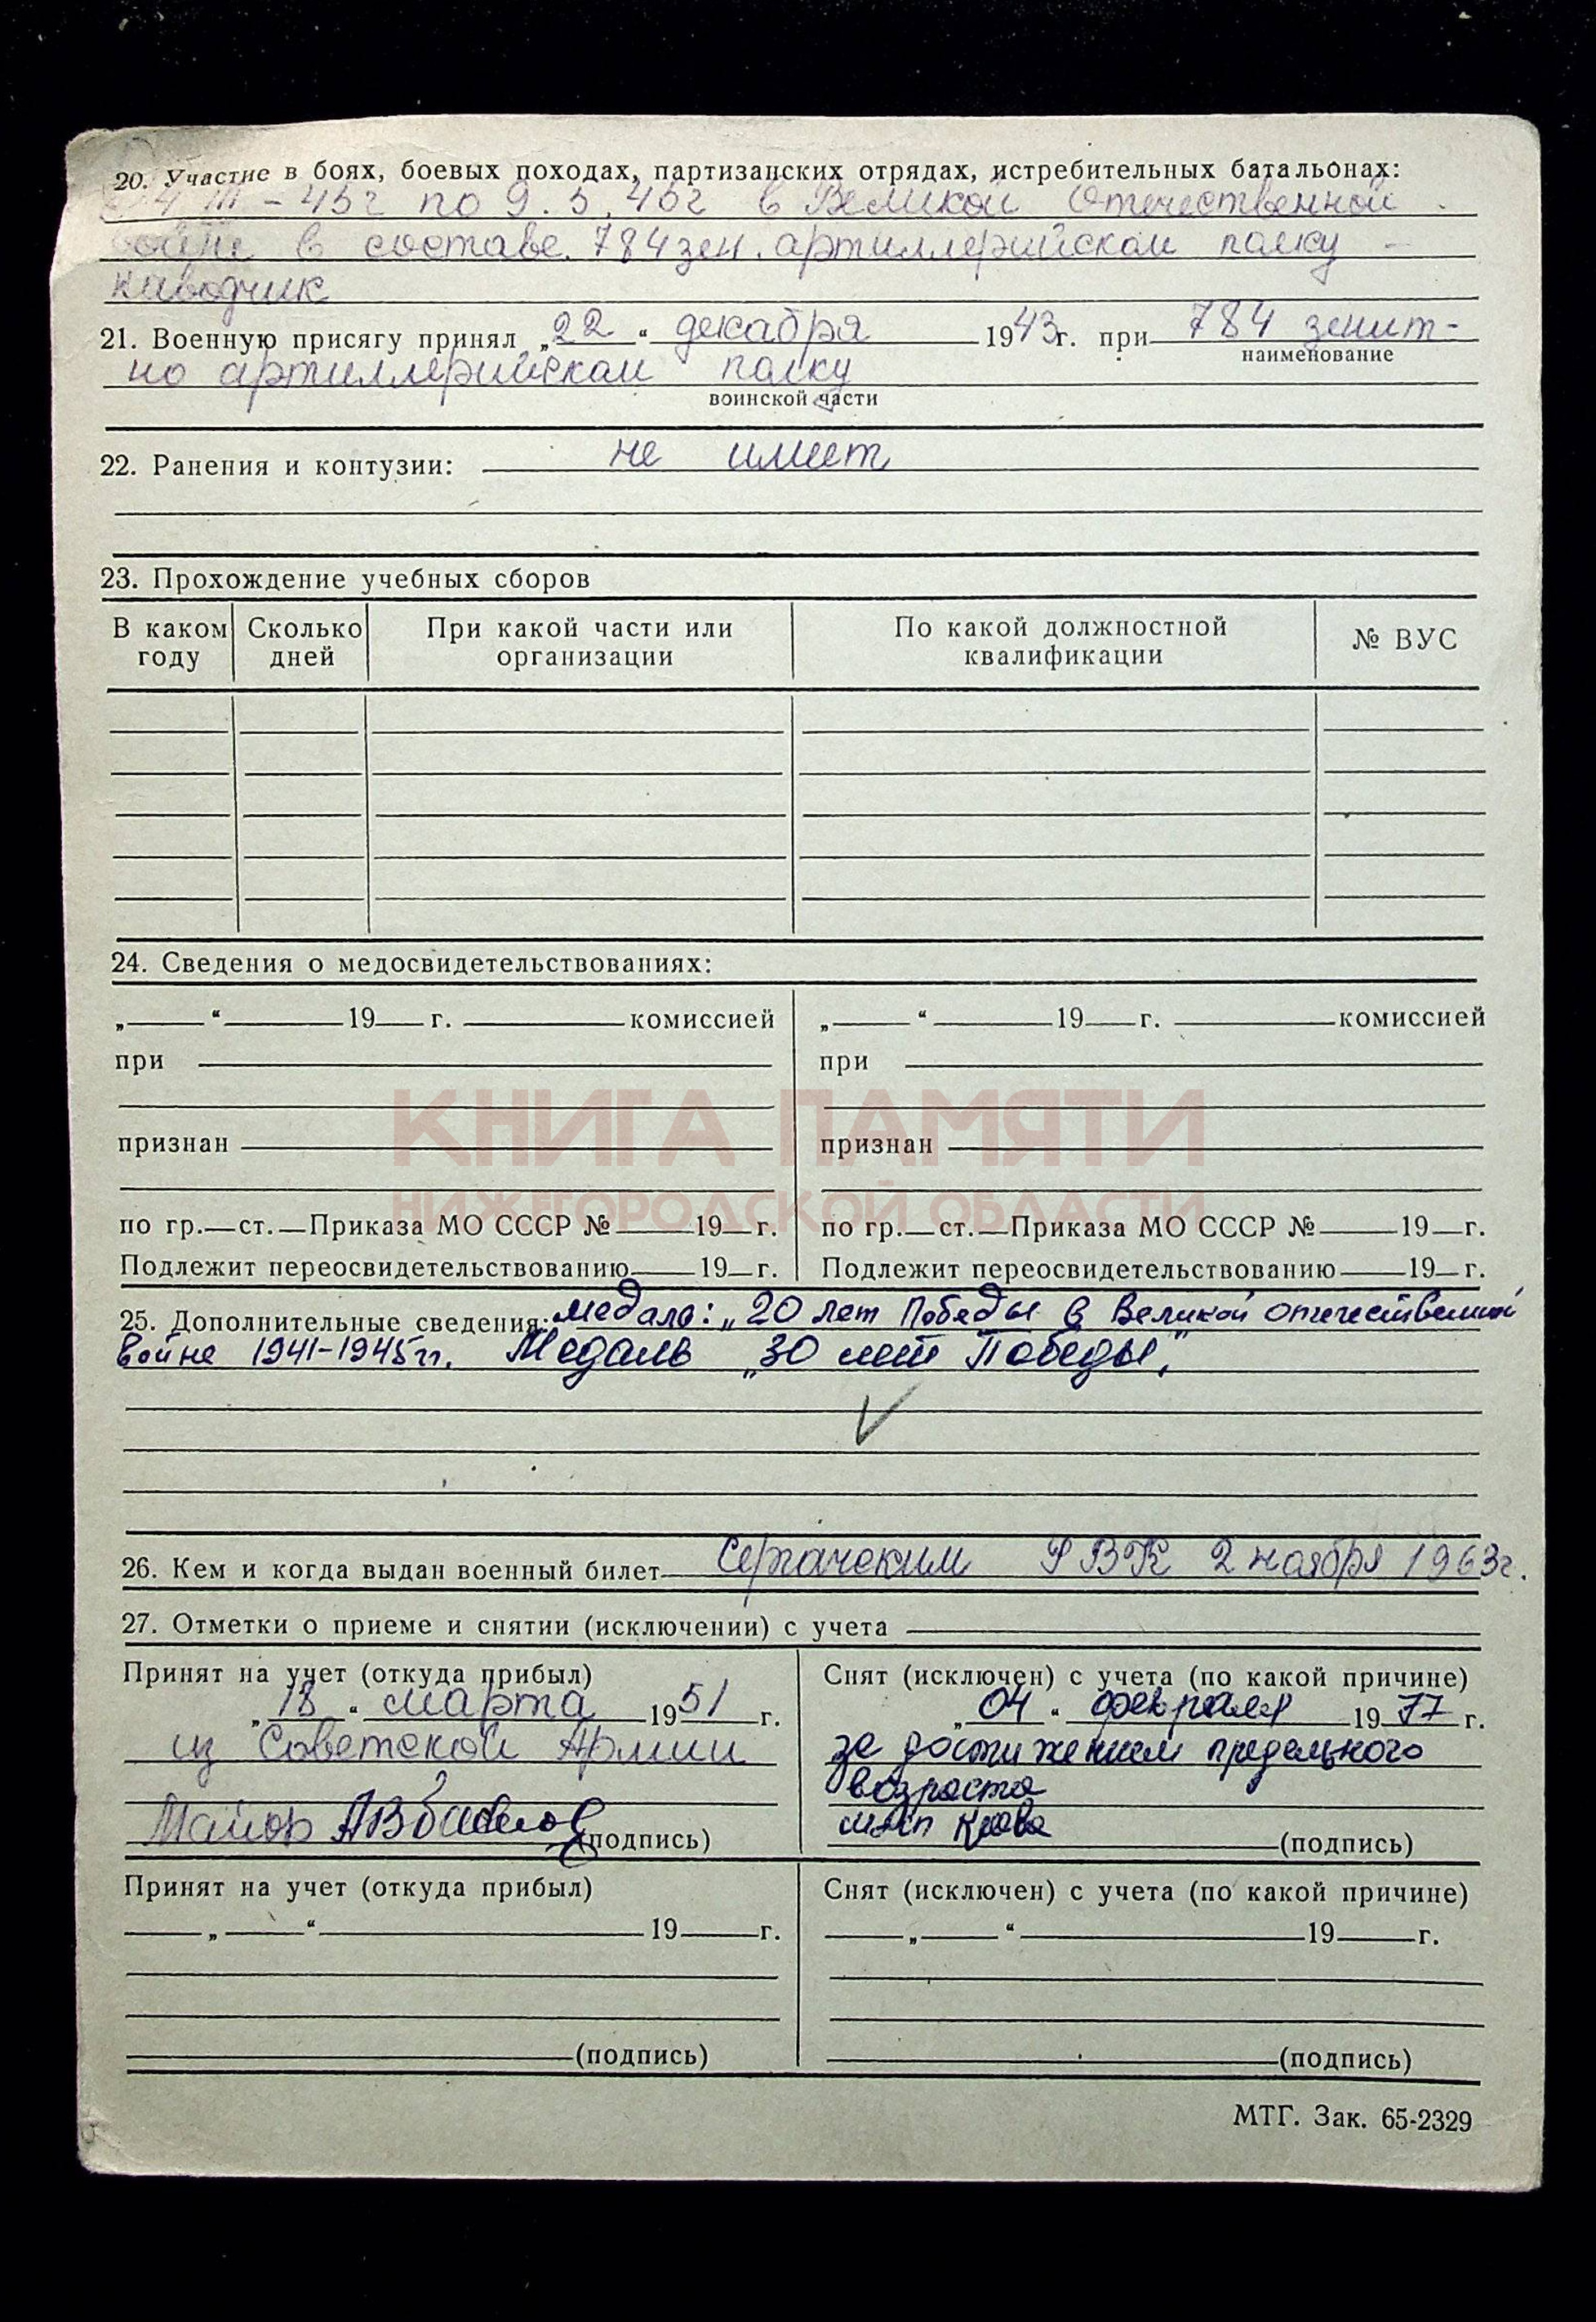 20. Участие в боях, боевых походах, партизанских отрядах, истребительных батальонах:
4 III – 45г по 9.5.45г в Великой Отечественной
войне в составе 784 зен. артиллерийском полку –
наводчик
21. Военную присягу принял „22“ декабря 1943г. при 784 зенит-
наименование
но артиллерийском полку
воинской части
22. Ранения и контузии: не имеет
23. Прохождение учебных сборов
В каком году Сколько дней При какой части или организации По какой должностной квалификации № ВУС
24. Сведения о медосвидетельствованиях:
„ “ 19 г. комиссией „ “ 19 г. комиссией
при при
КНИГА ПАМЯТИ
признан признан
НИЖЕГОРОДСКОЙ ОБЛАСТИ
по гр. ст. Приказа МО СССР № 19 г. по гр. ст. Приказа МО СССР № 19 г.
Подлежит переосвидетельствованию 19 г. Подлежит переосвидетельствованию 19 г.
25. Дополнительные сведения: медаль: „20 лет Победы в Великой отечественной
войне 1941-1945гг. Медаль „30 лет Победы"
26. Кем и когда выдан военный билет Сергачским РВК 2 ноября 1963г.
27. Отметки о приеме и снятии (исключении) с учета
Принят на учет (откуда прибыл) Снят (исключен) с учета (по какой причине)
„18“ марта 1951 г. „04“ февраля 1977 г.
из Советской Армии за достижением предельного
возраста
Майор (подпись) (подпись)
Принят на учет (откуда прибыл) Снят (исключен) с учета (по какой причине)
„ “ 19 г. „ “ 19 г.
(подпись) (подпись)
МТГ. Зак. 65-2329